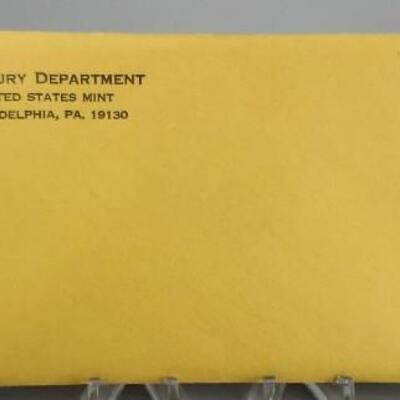 URY DEPARTMENT
TED STATES MINT
DELPHIA, PA. 19130